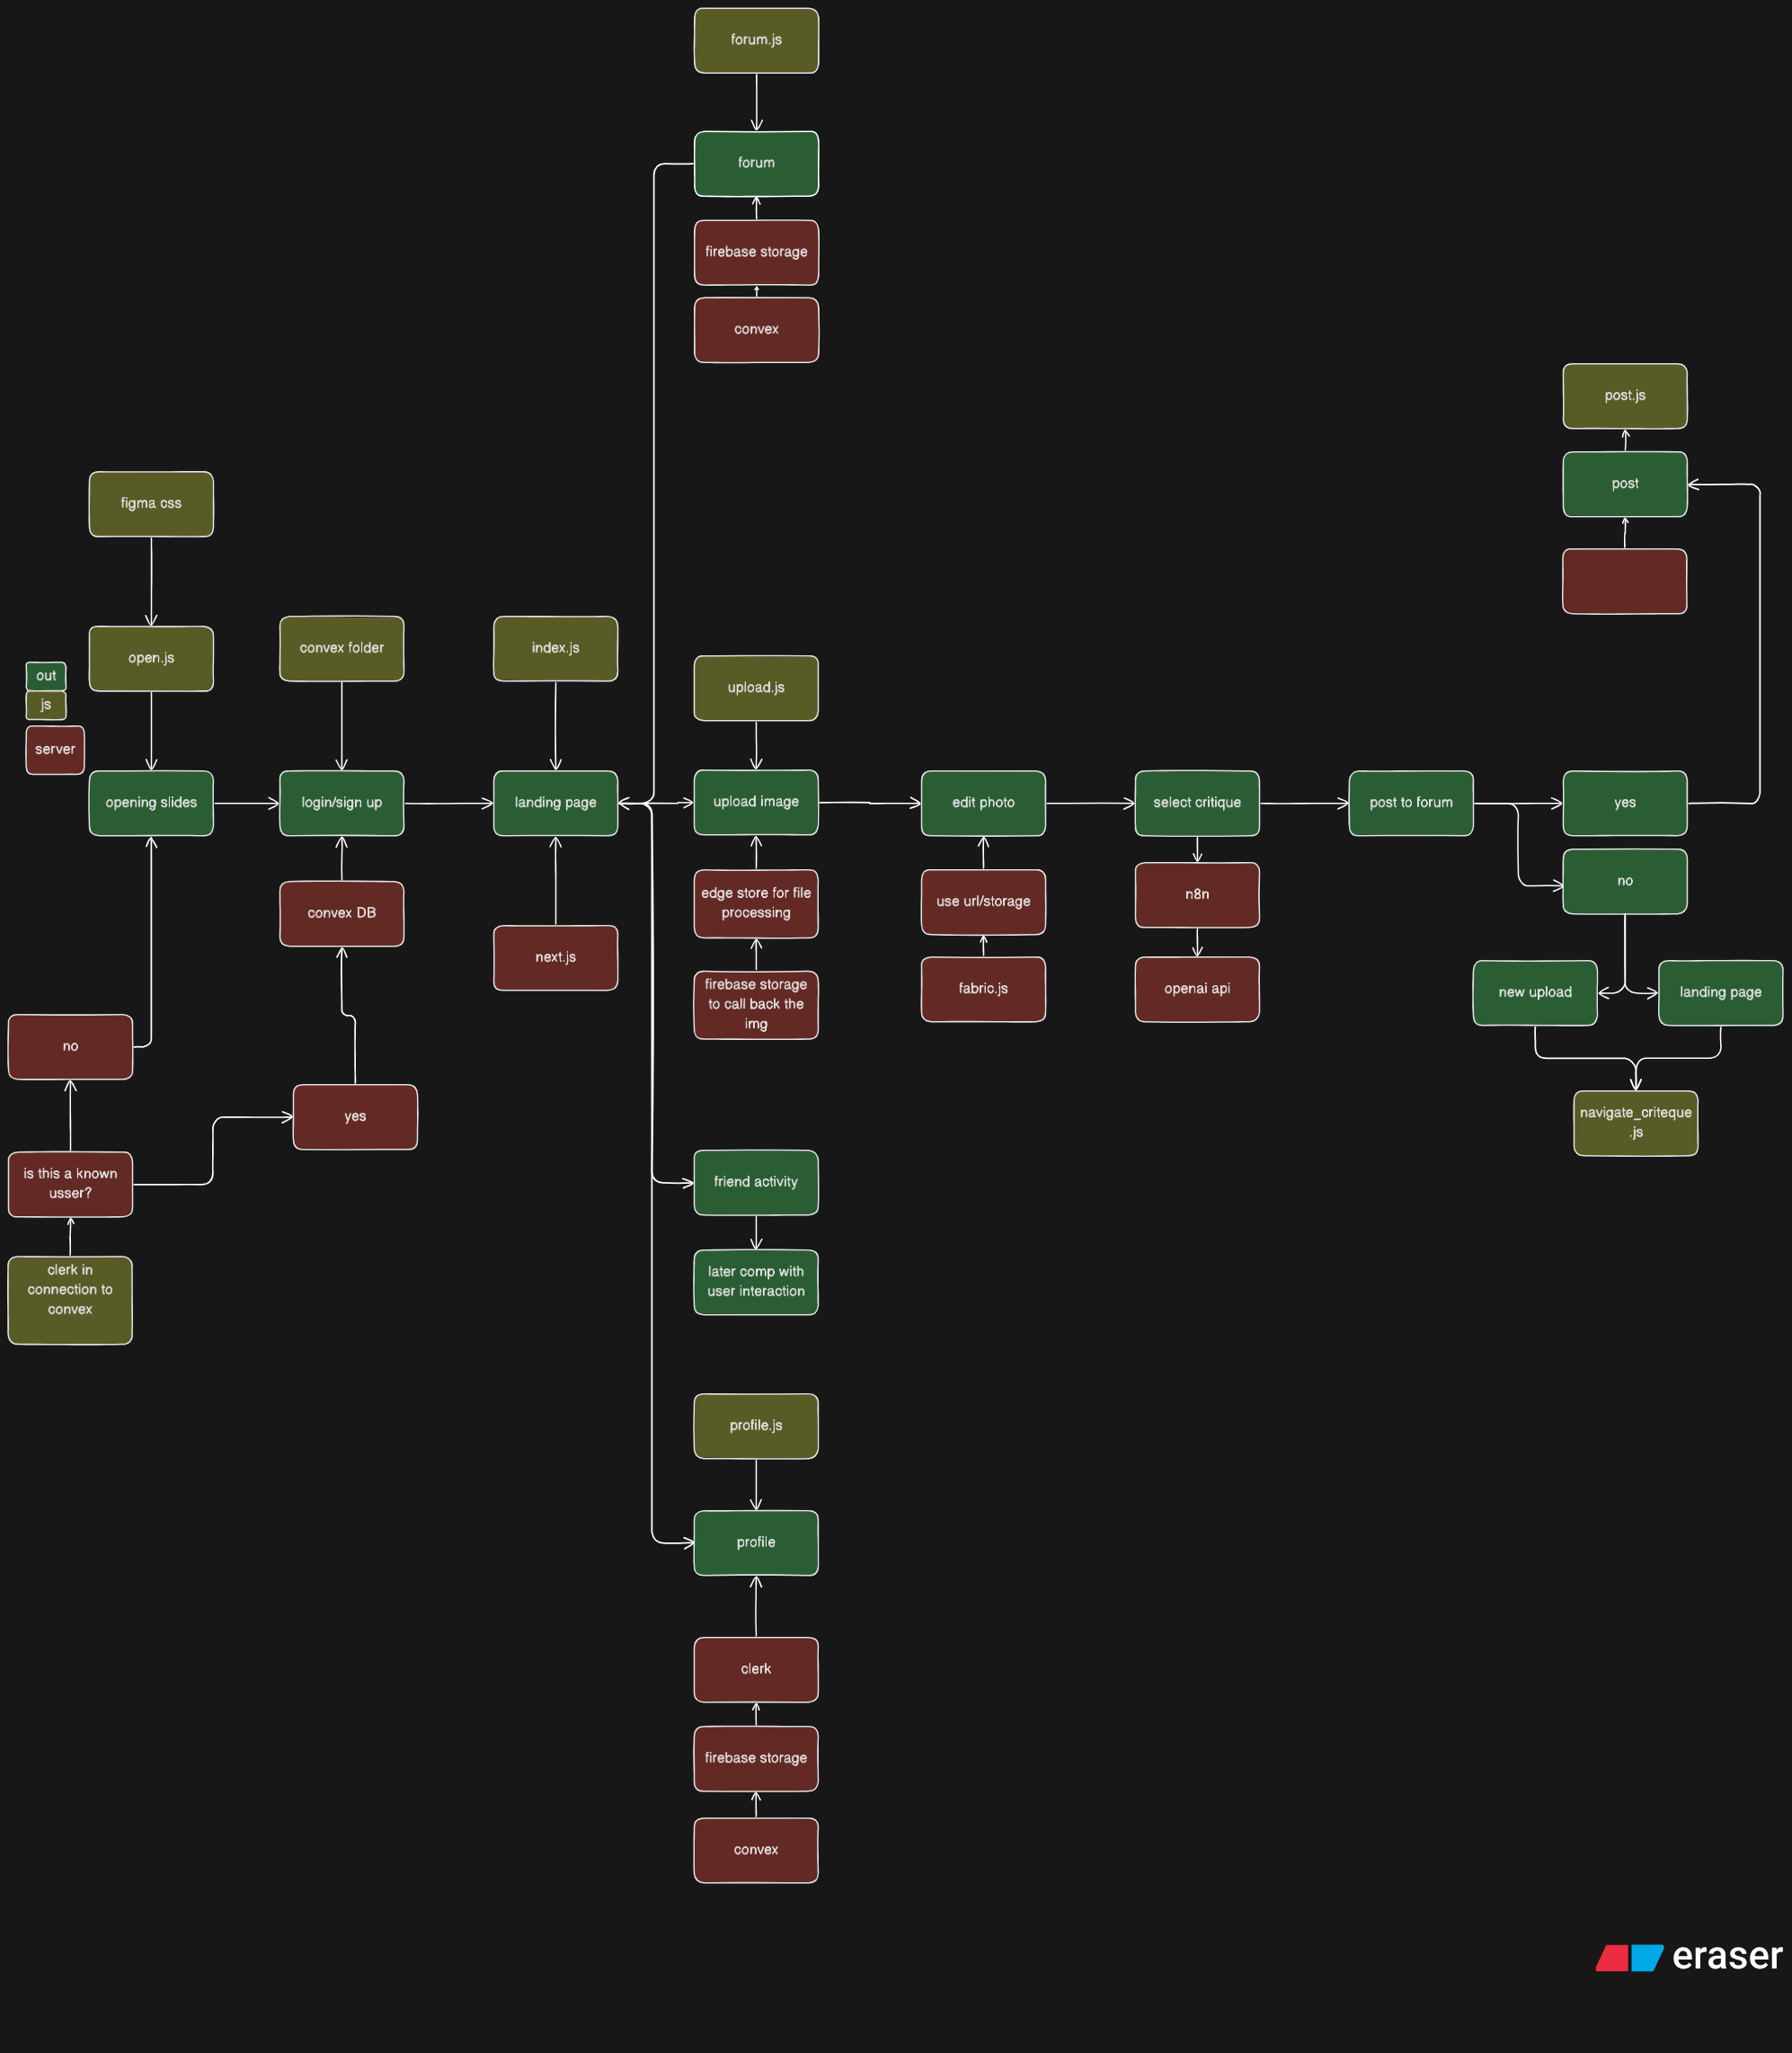 forum.js
forum
firebase storage
convex
post.js
post
figma css
open.js
convex folder
index.js
upload.js
out
js
server
opening slides
login/sign up
landing page
upload image
edit photo
select critique
post to forum
yes
no
convex DB
next.js
edge store for file
processing
firebase storage
to call back the
img
use url/storage
fabric.js
n8n
openai api
new upload
landing page
navigate_criteque
.js
no
yes
is this a known
usser?
clerk in
connection to
convex
friend activity
later comp with
user interaction
profile.js
profile
clerk
firebase storage
convex
eraser